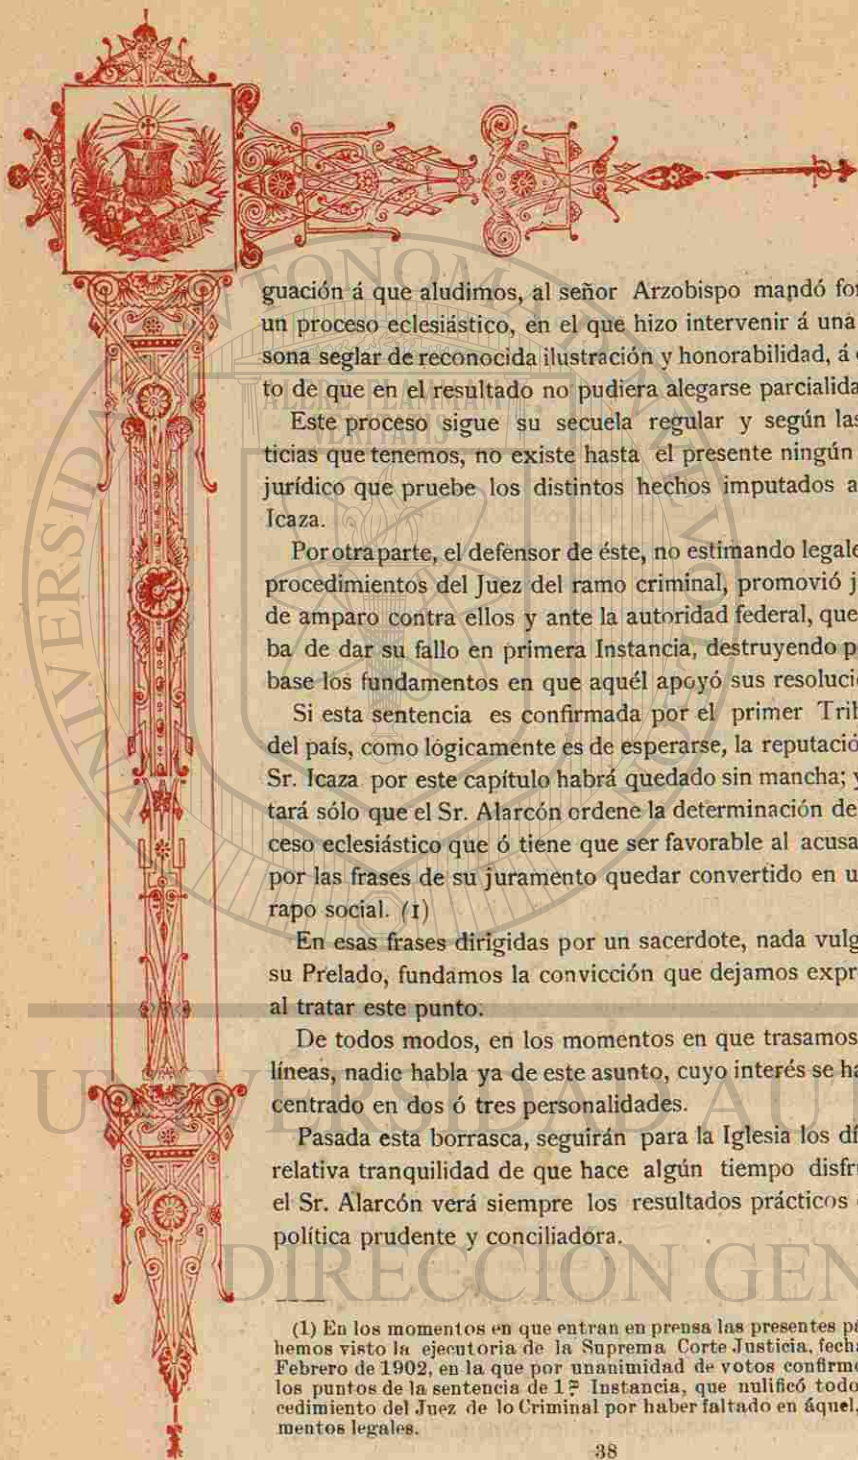 guación á que aludimos, al señor Arzobispo mandó for
un proceso eclesiástico, en el que hizo intervenir á una
sona seglar de reconocida ilustración y honorabilidad, á
to de que en el resultado no pudiera alegarse parcialida
Este proceso sigue su secuela regular y según las
ticias que tenemos, no existe hasta el presente ningún
jurídico que pruebe los distintos hechos imputados a
Icaza.
Por otra parte, el defensor de éste, no estimando legale
procedimientos del Juez del ramo criminal, promovió j
de amparo contra ellos y ante la autoridad federal, que
ba de dar su fallo en primera Instancia, destruyendo p
base los fundamentos en que aquél apoyó sus resoluci
Si esta sentencia es confirmada por el primer Trib
del país, como lógicamente es de esperarse, la reputació
Sr. Icaza por este capítulo habrá quedado sin mancha; y
tará sólo que el Sr. Alarcón ordene la determinación de
ceso eclesiástico que ó tiene que ser favorable al acusa
por las frases de su juramento quedar convertido en u
rapo social. (1)
En esas frases dirigidas por un sacerdote, nada vulg
su Prelado, fundamos la convicción que dejamos expr
al tratar este punto.
De todos modos, en los momentos en que trasamos
líneas, nadie habla ya de este asunto, cuyo interés se ha
centrado en dos ó tres personalidades.
Pasada esta borrasca, seguirán para la Iglesia los dí
relativa tranquilidad de que hace algún tiempo disfr
el Sr. Alarcón verá siempre los resultados prácticos
política prudente y conciliadora.
(1) En los momentos en que entran en prensa las presentes pá
hemos visto la ejecutoria de la Suprema Corte Justicia, fecha
Febrero de 1902, en la que por unanimidad de votos confirmó
los puntos de la sentencia de 1ª Instancia, que nulificó todo
cedimiento del Juez de lo Criminal por haber faltado en áquel,
mentos legales.
38
UNIVERSIDAD AUT
DIRECCIÓN GEN